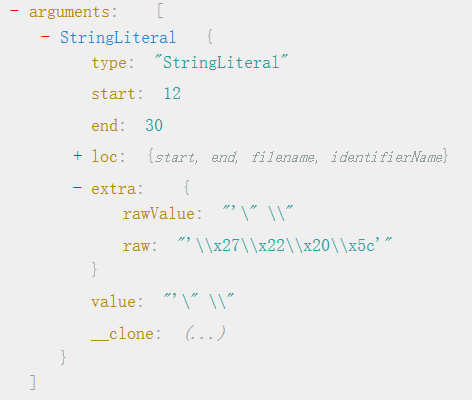 - arguments: [
- StringLiteral {
type: "StringLiteral"
start: 12
end: 30
+ loc: {start, end, filename, identifierName}
- extra: {
rawValue: "'\" \\"
raw: "'\\x27\\x22\\x20\\x5c'"
}
value: "'\" \\"
__clone: (...)
}
]